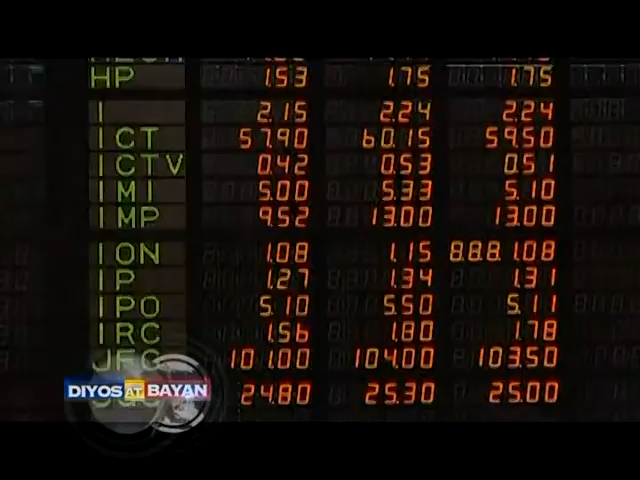 HP 1.53 1.75 1.75
I 2.15 2.24 2.24
ICT 57.90 60.15 59.50
ICTV 0.42 0.53 0.51
IMI 5.00 5.33 5.10
IMP 9.52 13.00 13.00
ION 1.08 1.15 8.8.8.1.08
IP 1.27 1.34 1.31
IPO 5.10 5.50 5.11
IRC 1.56 1.80 1.78
JFC 101.00 104.00 103.50
24.80 25.30 25.00
DIYOS AT BAYAN